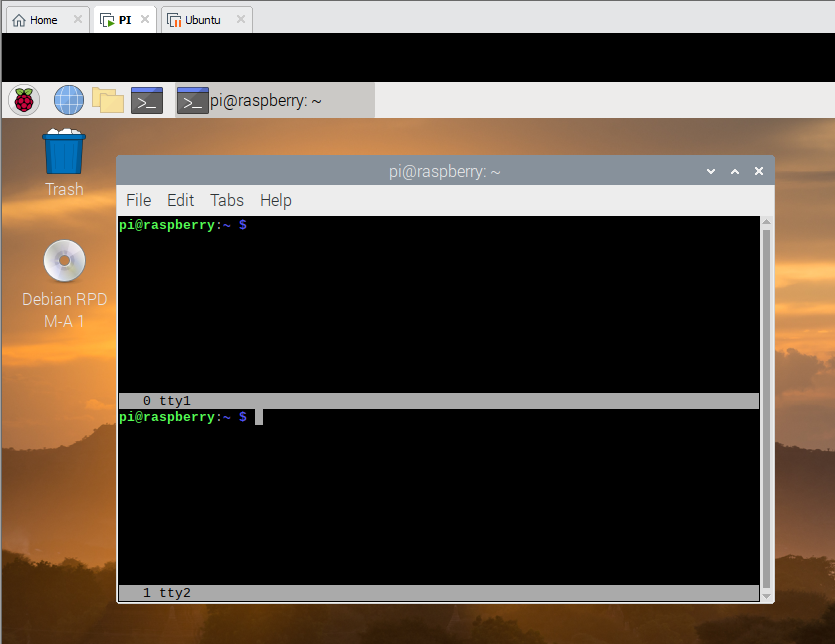 Home PI Ubuntu
>_ >_ pi@raspberry: ~
Trash
Debian RPD
M-A 1
pi@raspberry: ~
File Edit Tabs Help
pi@raspberry:~ $
0 tty1
pi@raspberry:~ $
1 tty2